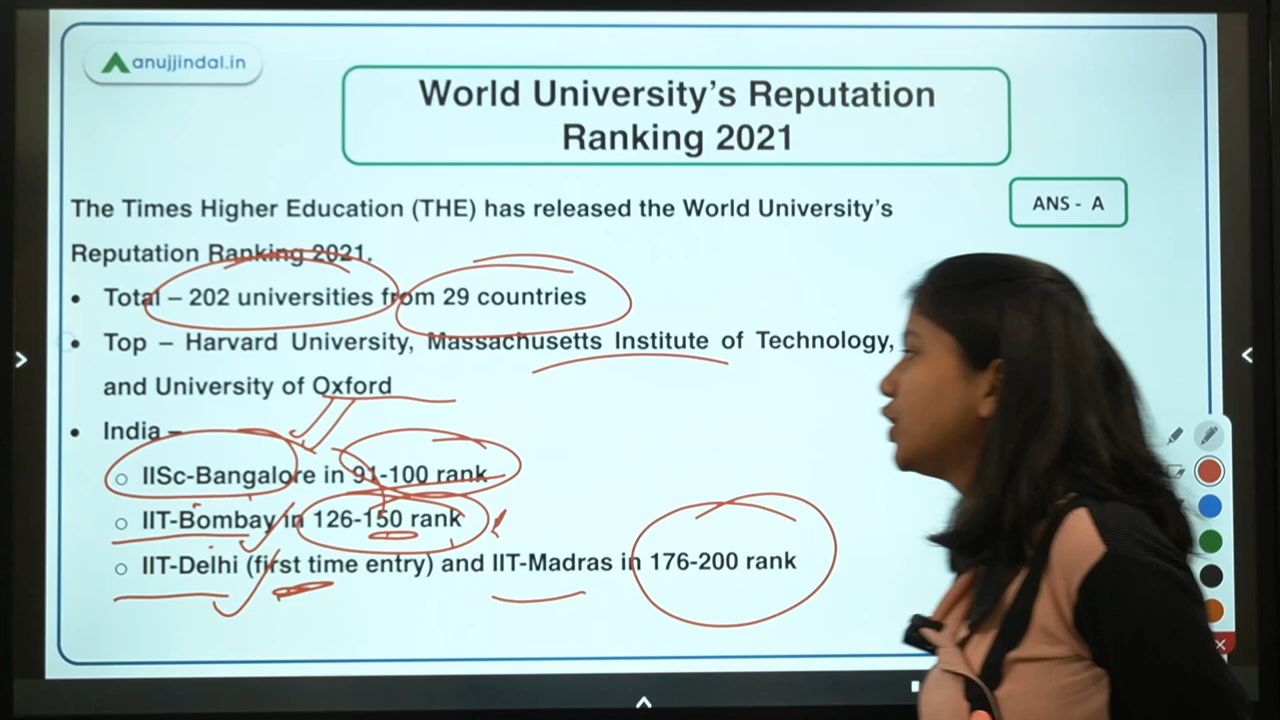 anujjindal.in
World University's Reputation
Ranking 2021
ANS - A
The Times Higher Education (THE) has released the World University's
Reputation Ranking 2021.
• Total – 202 universities from 29 countries
• Top – Harvard University, Massachusetts Institute of Technology,
and University of Oxford
• India –
○ IISc-Bangalore in 91-100 rank
○ IIT-Bombay in 126-150 rank
○ IIT-Delhi (first time entry) and IIT-Madras in 176-200 rank